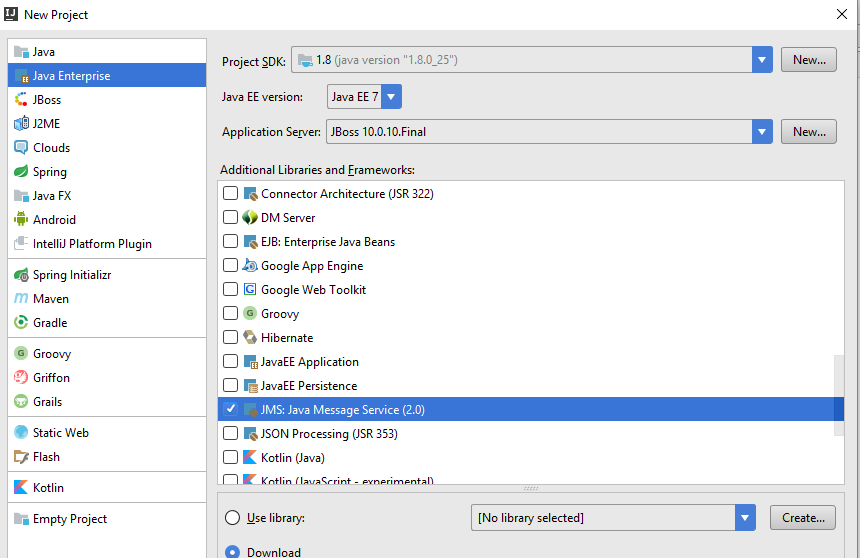 New Project
Java
Java Enterprise
JBoss
J2ME
Clouds
Spring
Java FX
Android
IntelliJ Platform Plugin
Spring Initializr
Maven
Gradle
Groovy
Griffon
Grails
Static Web
Flash
Kotlin
Empty Project
Project SDK: 1.8 (java version "1.8.0_25") New...
Java EE version: Java EE 7
Application Server: JBoss 10.0.10.Final New...
Additional Libraries and Frameworks:
Connector Architecture (JSR 322)
DM Server
EJB: Enterprise Java Beans
Google App Engine
Google Web Toolkit
Groovy
Hibernate
JavaEE Application
JavaEE Persistence
JMS: Java Message Service (2.0)
JSON Processing (JSR 353)
Kotlin (Java)
Kotlin (JavaScript - experimental)
Use library: [No library selected] Create...
Download